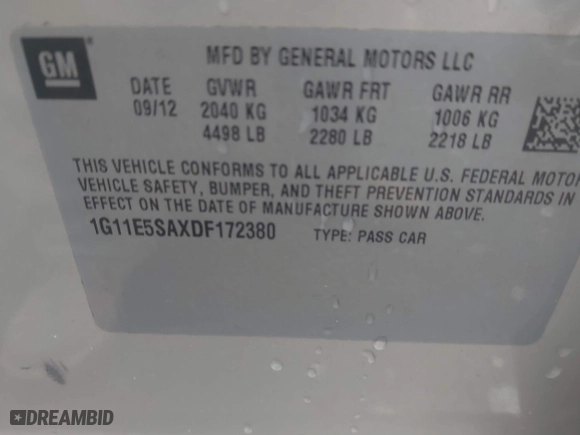 GM
MFD BY GENERAL MOTORS LLC
DATE GVWR GAWR FRT GAWR RR
09/12 2040 KG 1034 KG 1006 KG
4498 LB 2280 LB 2218 LB
THIS VEHICLE CONFORMS TO ALL APPLICABLE U.S. FEDERAL MOTOR
VEHICLE SAFETY, BUMPER, AND THEFT PREVENTION STANDARDS IN
EFFECT ON THE DATE OF MANUFACTURE SHOWN ABOVE.
1G11E5SAXDF172380 TYPE: PASS CAR
DREAMBID